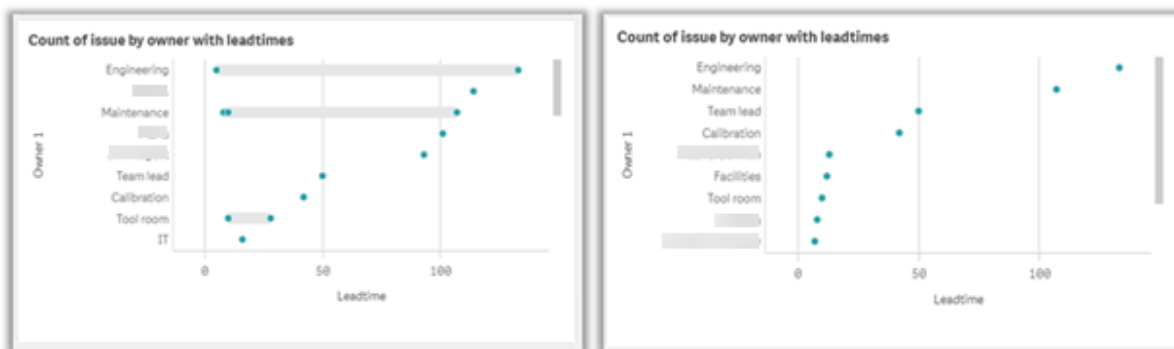 Count of issue by owner with leadtimes
Owner 1
Engineering
Maintenance
Team lead
Calibration
Tool room
IT
0 50 100
Leadtime
Count of issue by owner with leadtimes
Owner 1
Engineering
Maintenance
Team lead
Calibration
Facilities
Tool room
0 50 100
Leadtime